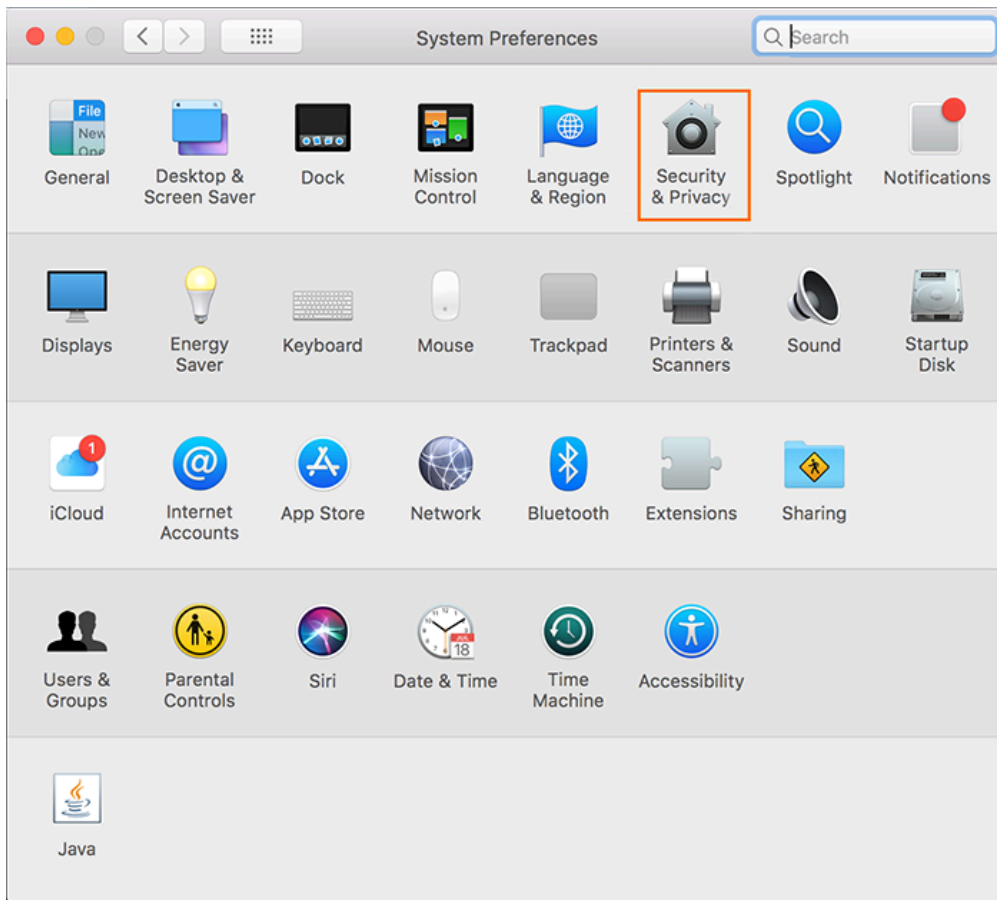 System Preferences
Search
File
New
Ope
General
Desktop &
Screen Saver
Dock
Mission
Control
Language
& Region
Security
& Privacy
Spotlight
Notifications
Displays
Energy
Saver
Keyboard
Mouse
Trackpad
Printers &
Scanners
Sound
Startup
Disk
1
iCloud
@
Internet
Accounts
App Store
Network
Bluetooth
Extensions
Sharing
Users &
Groups
Parental
Controls
Siri
JUL
18
Date & Time
Time
Machine
Accessibility
Java